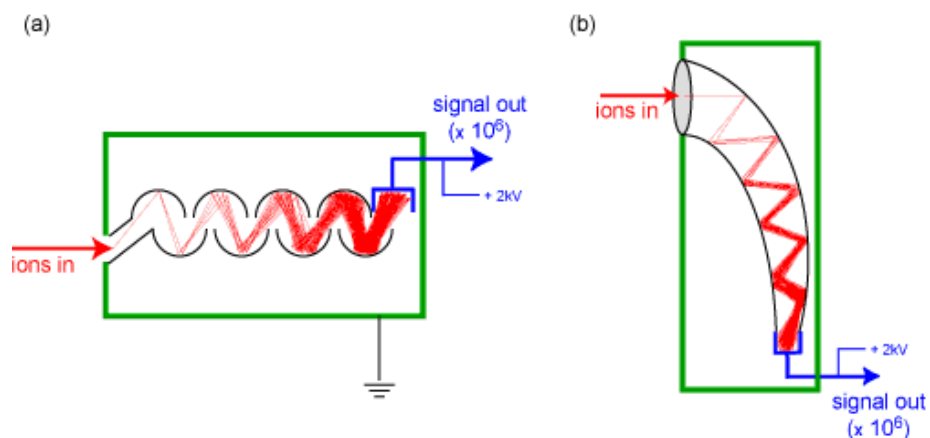 (a)
signal out
(x 10⁶)
+ 2kV
ions in
(b)
ions in
+ 2kV
signal out
(x 10⁶)